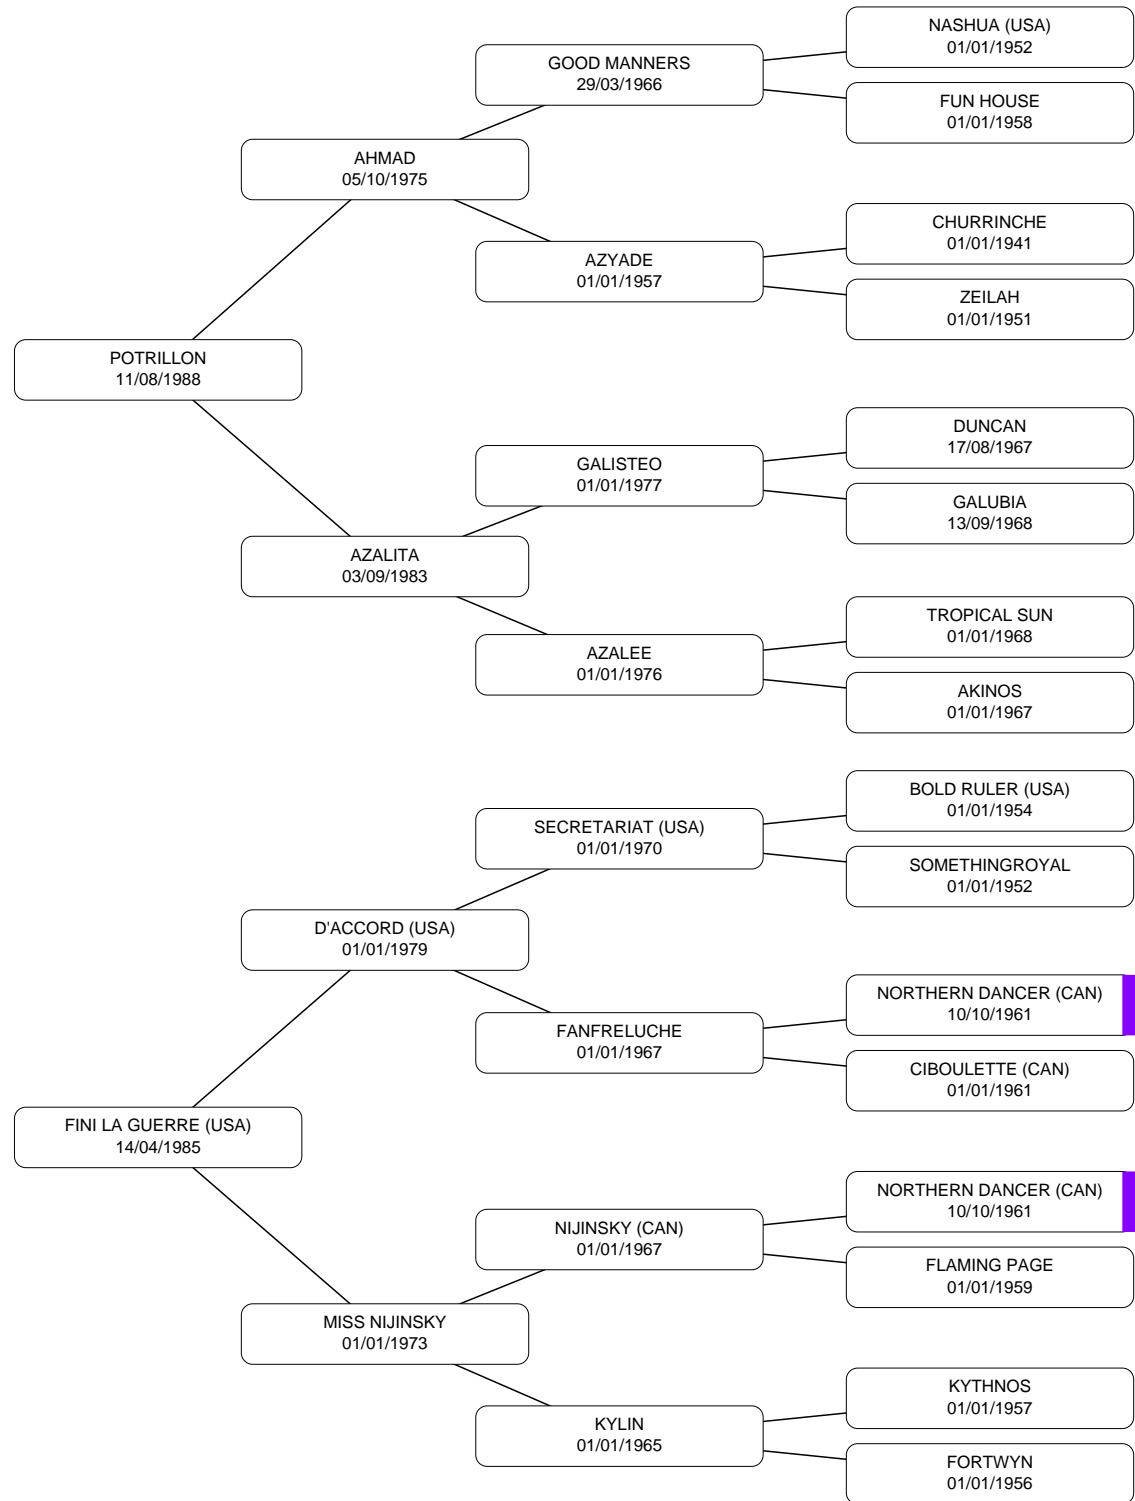 NASHUA (USA)
01/01/1952
GOOD MANNERS
29/03/1966
FUN HOUSE
01/01/1958
AHMAD
05/10/1975
CHURRINCHE
01/01/1941
AZYADE
01/01/1957
ZEILAH
01/01/1951
POTRILLON
11/08/1988
DUNCAN
17/08/1967
GALISTEO
01/01/1977
GALUBIA
13/09/1968
AZALITA
03/09/1983
TROPICAL SUN
01/01/1968
AZALEE
01/01/1976
AKINOS
01/01/1967
BOLD RULER (USA)
01/01/1954
SECRETARIAT (USA)
01/01/1970
SOMETHINGROYAL
01/01/1952
D'ACCORD (USA)
01/01/1979
NORTHERN DANCER (CAN)
10/10/1961
FANFRELUCHE
01/01/1967
CIBOULETTE (CAN)
01/01/1961
FINI LA GUERRE (USA)
14/04/1985
NORTHERN DANCER (CAN)
10/10/1961
NIJINSKY (CAN)
01/01/1967
FLAMING PAGE
01/01/1959
MISS NIJINSKY
01/01/1973
KYTHNOS
01/01/1957
KYLIN
01/01/1965
FORTWYN
01/01/1956